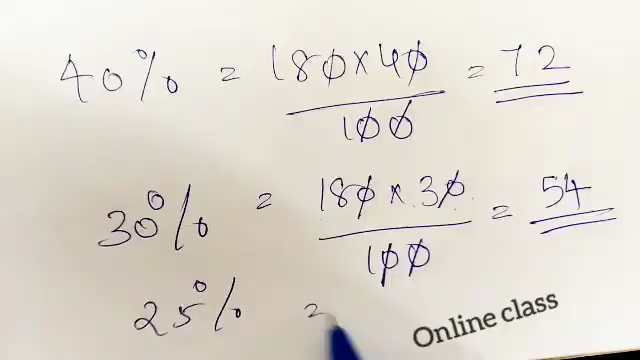 40% = 180×40/100 = 72
30% = 180×30/100 = 54
25% =
Online class